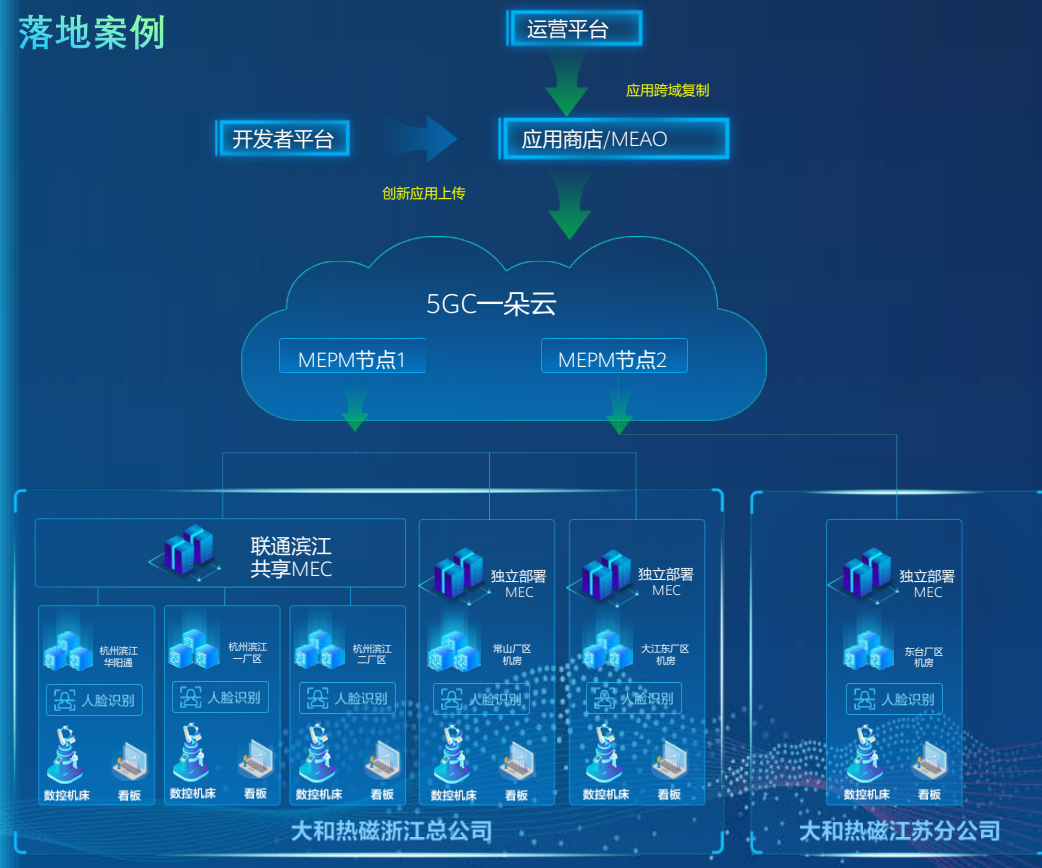 落地案例
运营平台
应用跨域复制
开发者平台
应用商店/MEAO
创新应用上传
5GC一朵云
MEPM节点1
MEPM节点2
联通滨江
共享MEC
独立部署
MEC
独立部署
MEC
独立部署
MEC
杭州滨江
华阳通
杭州滨江
一厂区
杭州滨江
二厂区
常山厂区
机房
大江东厂区
机房
东台厂区
机房
人脸识别
人脸识别
人脸识别
人脸识别
人脸识别
人脸识别
数控机床
看板
数控机床
看板
数控机床
看板
数控机床
看板
数控机床
看板
数控机床
看板
大和热磁浙江总公司
大和热磁江苏分公司